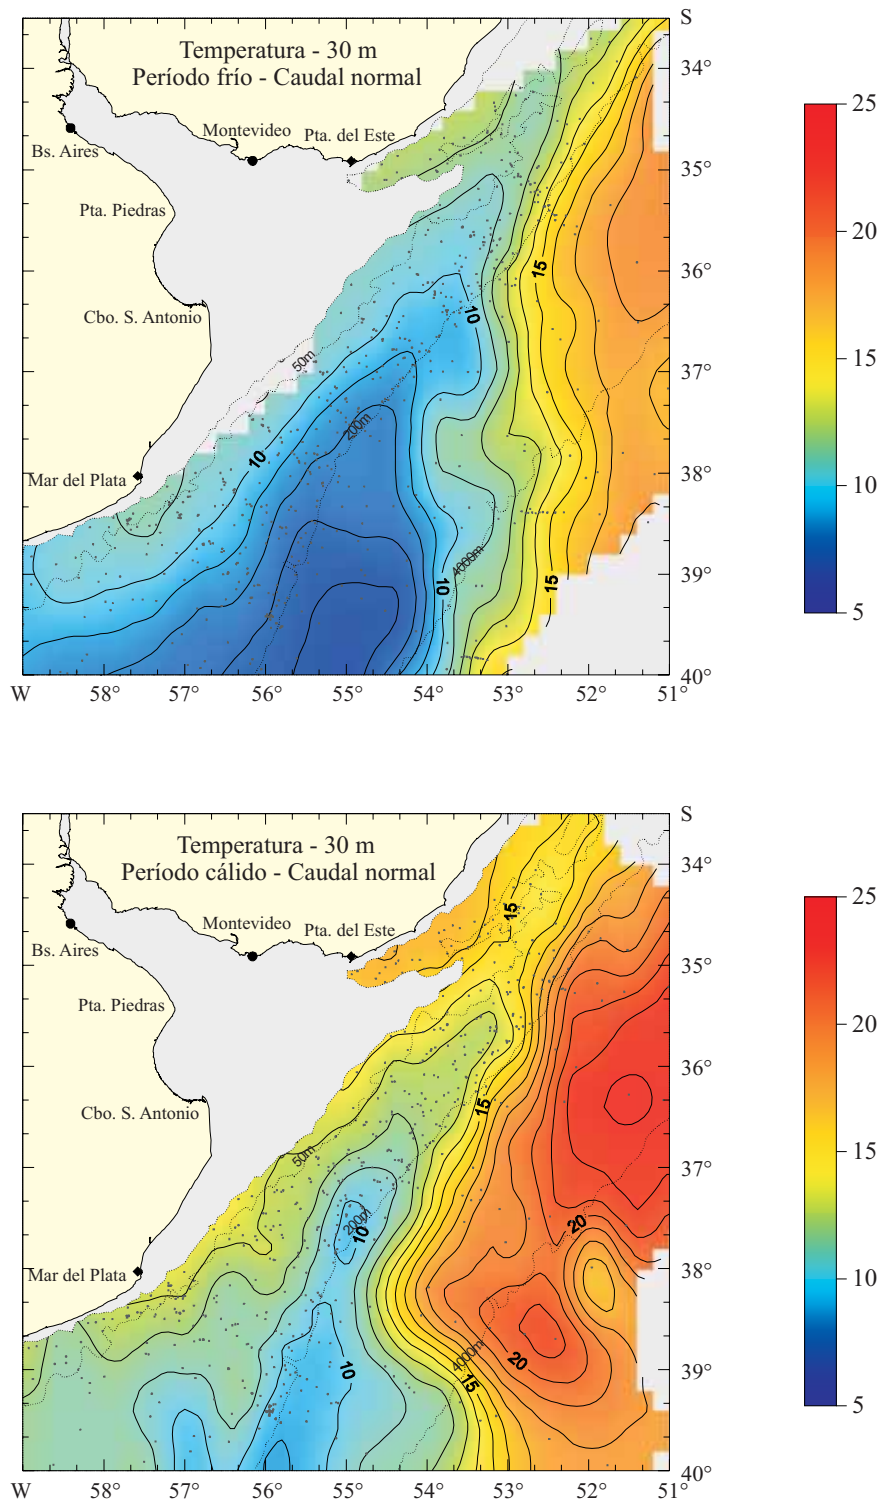 S
Temperatura - 30 m
Período frío - Caudal normal
34°
25
Montevideo
Pta. del Este
Bs. Aires
35°
Pta. Piedras
20
15
36°
Cbo. S. Antonio
10
50m
15
37°
200m
10
Mar del Plata
38°
10
4000m
39°
10
15
5
40°
W
58°
57°
56°
55°
54°
53°
52°
51°
S
Temperatura - 30 m
Período cálido - Caudal normal
34°
25
15
Montevideo
Pta. del Este
Bs. Aires
35°
Pta. Piedras
20
36°
Cbo. S. Antonio
15
50m
37°
15
200m
20
10
Mar del Plata
38°
10
4000m
20
10
39°
15
5
40°
W
58°
57°
56°
55°
54°
53°
52°
51°